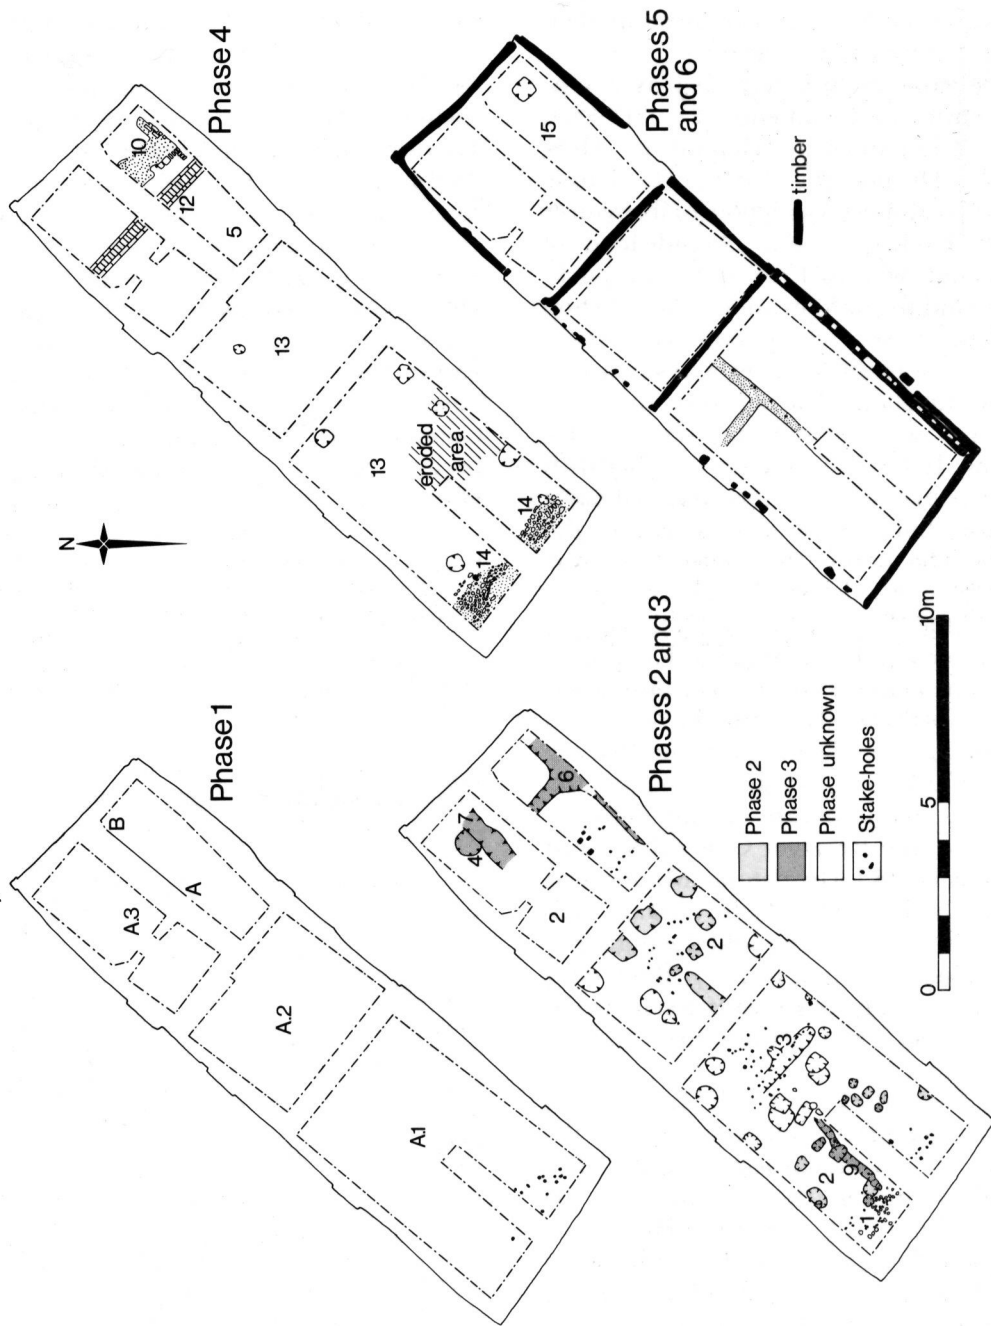 Phase 1
A.3
B
A
A.2
A.1
N
Phase 4
10
12
5
13
13
eroded
area
14
14
Phases 2 and 3
4
7
6
2
2
3
2
9
1
Phase 2
Phase 3
Phase unknown
Stake-holes
0
5
10m
Phases 5
and 6
15
timber